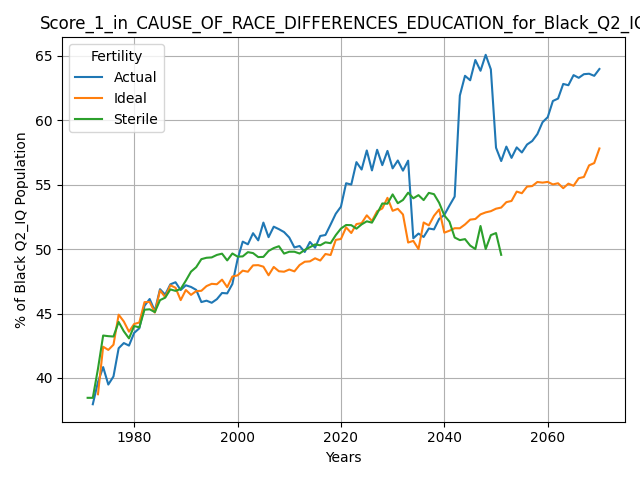 Score_1_in_CAUSE_OF_RACE_DIFFERENCES_EDUCATION_for_Black_Q2_IQ
Fertility
Actual
Ideal
Sterile
% of Black Q2_IQ Population
65
60
55
50
45
40
1980
2000
2020
2040
2060
Years